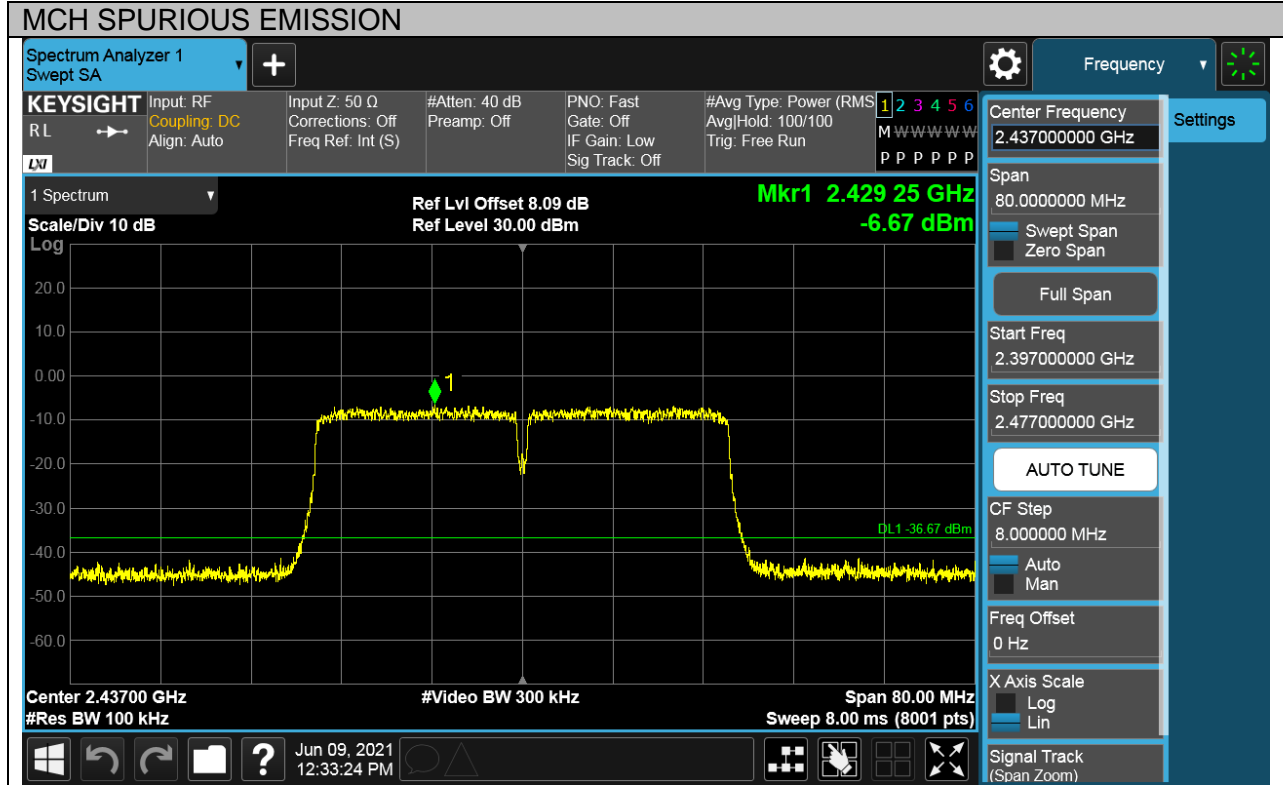 MCH SPURIOUS EMISSION
Spectrum Analyzer 1
Swept SA
Frequency
KEYSIGHT
RL
LXI
Input: RF
Coupling: DC
Align: Auto
Input Z: 50 Ω
Corrections: Off
Freq Ref: Int (S)
#Atten: 40 dB
Preamp: Off
PNO: Fast
Gate: Off
IF Gain: Low
Sig Track: Off
#Avg Type: Power (RMS
Avg|Hold: 100/100
Trig: Free Run
1 2 3 4 5 6
M W W W W W
P P P P P P
Center Frequency
2.437000000 GHz
Settings
Span
80.0000000 MHz
Swept Span
Zero Span
Full Span
Start Freq
2.397000000 GHz
Stop Freq
2.477000000 GHz
AUTO TUNE
CF Step
8.000000 MHz
Auto
Man
Freq Offset
0 Hz
X Axis Scale
Log
Lin
Signal Track
(Span Zoom)
1 Spectrum
Scale/Div 10 dB
Ref Lvl Offset 8.09 dB
Ref Level 30.00 dBm
Mkr1 2.429 25 GHz
-6.67 dBm
Log
20.0
10.0
0.00
-10.0
-20.0
-30.0
-40.0
-50.0
-60.0
1
DL1 -36.67 dBm
Center 2.43700 GHz
#Video BW 300 kHz
Span 80.00 MHz
#Res BW 100 kHz
Sweep 8.00 ms (8001 pts)
?
Jun 09, 2021
12:33:24 PM